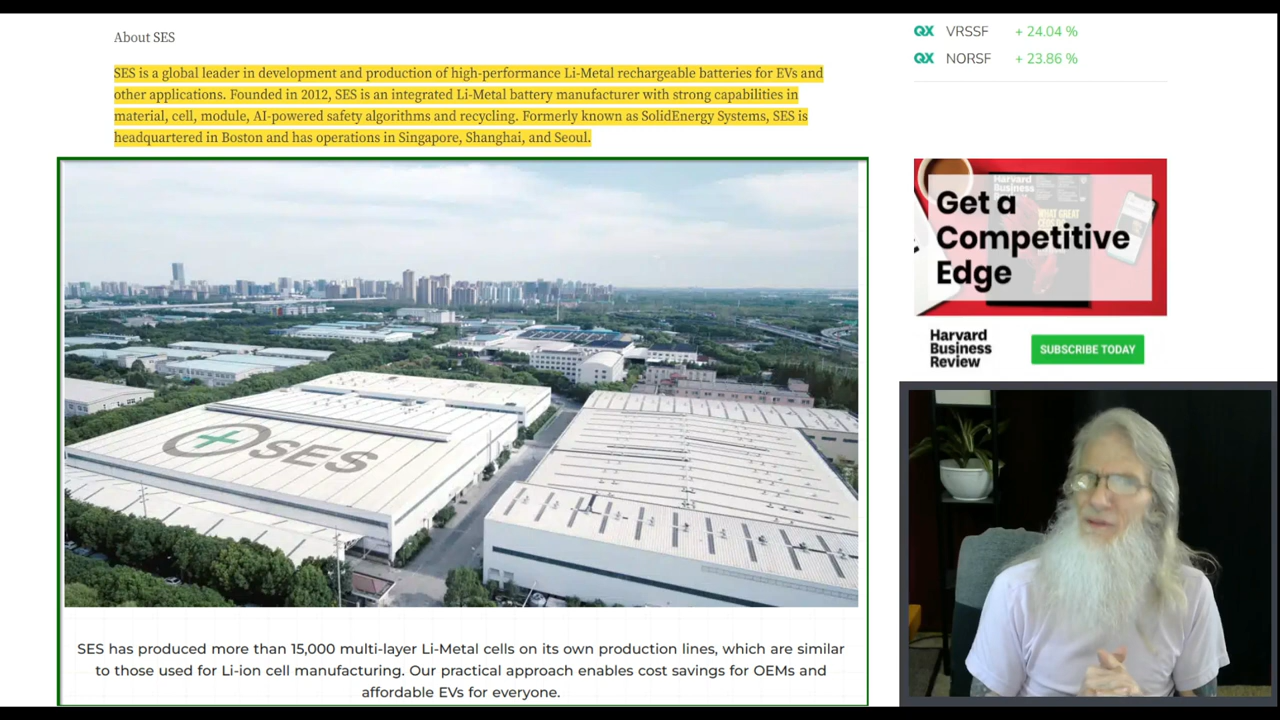 About SES
SES is a global leader in development and production of high-performance Li-Metal rechargeable batteries for EVs and
other applications. Founded in 2012, SES is an integrated Li-Metal battery manufacturer with strong capabilities in
material, cell, module, AI-powered safety algorithms and recycling. Formerly known as SolidEnergy Systems, SES is
headquartered in Boston and has operations in Singapore, Shanghai, and Seoul.
SES
SES has produced more than 15,000 multi-layer Li-Metal cells on its own production lines, which are similar
to those used for Li-ion cell manufacturing. Our practical approach enables cost savings for OEMs and
affordable EVs for everyone.
QX VRSSF + 24.04 %
QX NORSF + 23.86 %
Harvard
Business
Get a
Competitive
Edge
Harvard
Business
Review
SUBSCRIBE TODAY